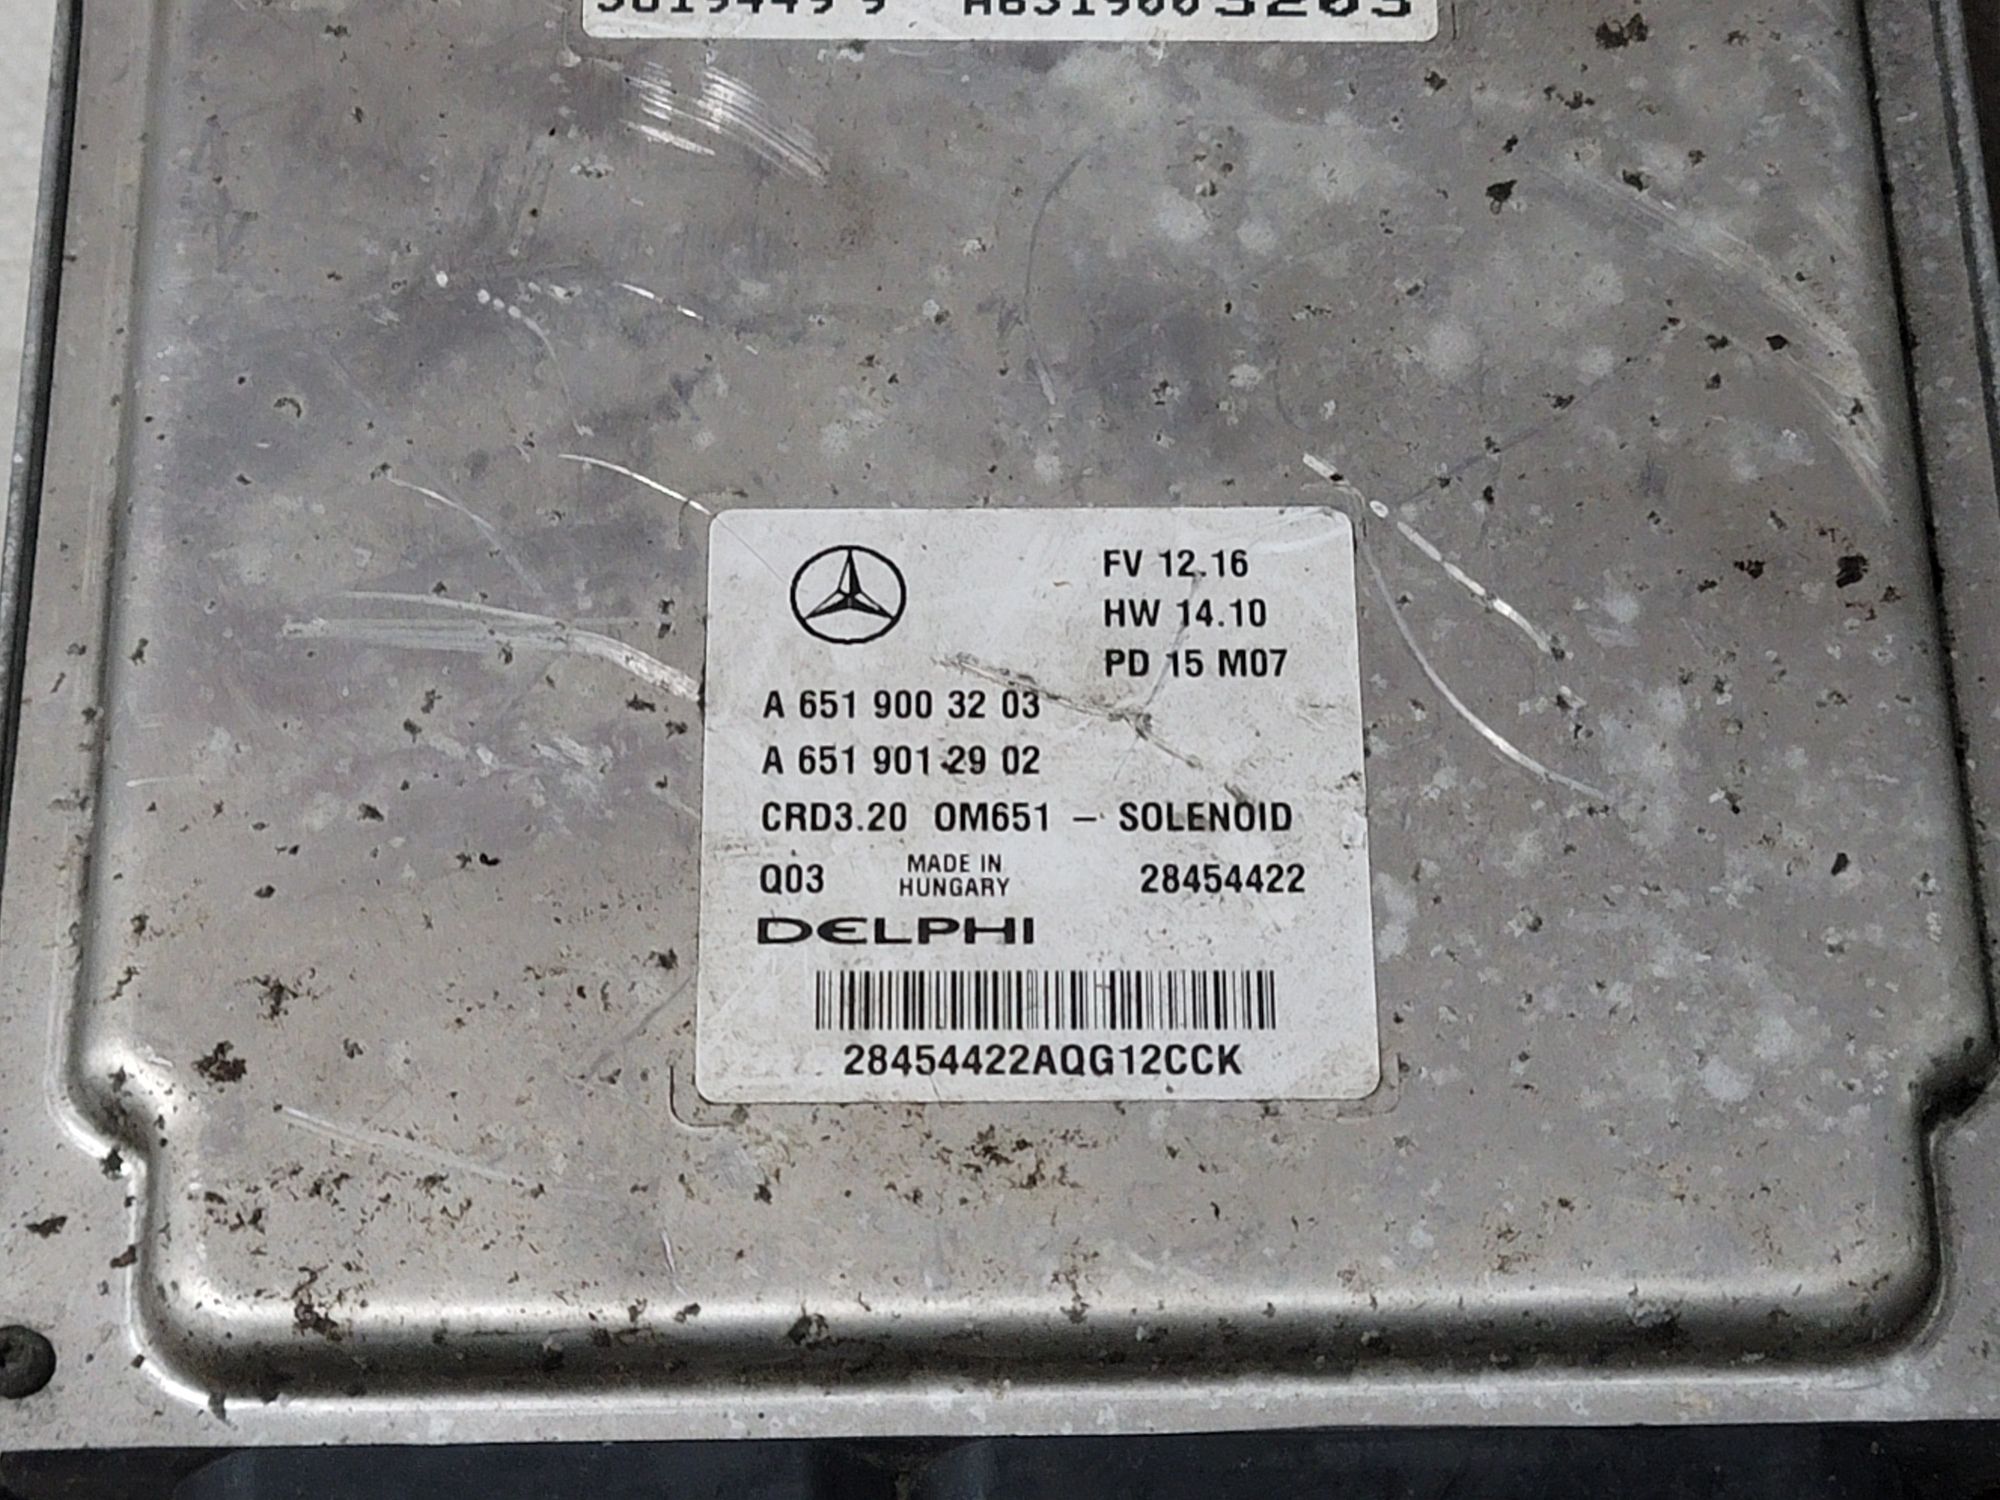 A6519003203
FV 12.16
HW 14.10
PD 15 M07
A 651 900 32 03
A 651 901 29 02
CRD3.20 OM651 – SOLENOID
Q03 MADE IN HUNGARY 28454422
DELPHI
28454422AQG12CCK